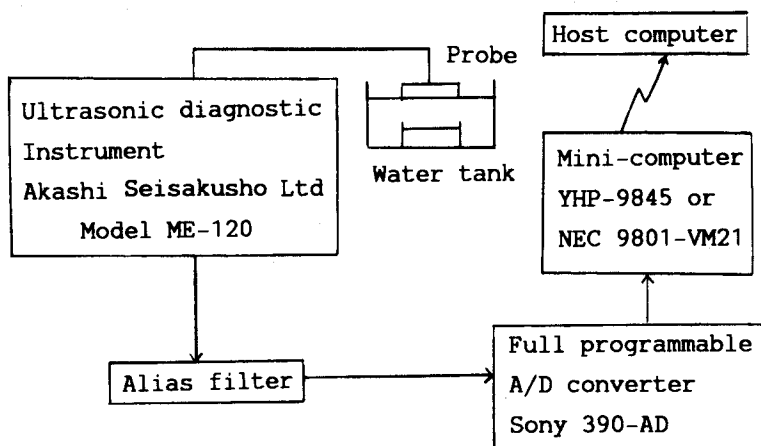 Host computer
Probe
Ultrasonic diagnostic
Instrument
Akashi Seisakusho Ltd
Model ME-120
Water tank
Mini-computer
YHP-9845 or
NEC 9801-VM21
Alias filter
Full programmable
A/D converter
Sony 390-AD